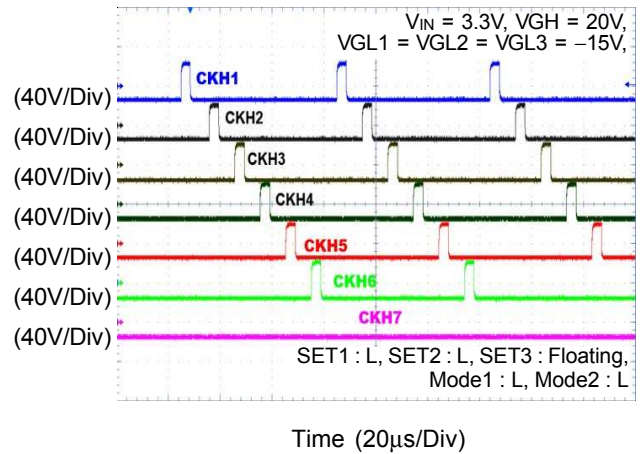 V_IN = 3.3V, VGH = 20V,
VGL1 = VGL2 = VGL3 = −15V,
(40V/Div) CKH1
(40V/Div) CKH2
(40V/Div) CKH3
(40V/Div) CKH4
(40V/Div) CKH5
(40V/Div) CKH6
(40V/Div) CKH7
SET1 : L, SET2 : L, SET3 : Floating,
Mode1 : L, Mode2 : L
Time (20μs/Div)